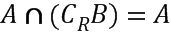 A ∩ (C_R B) = A